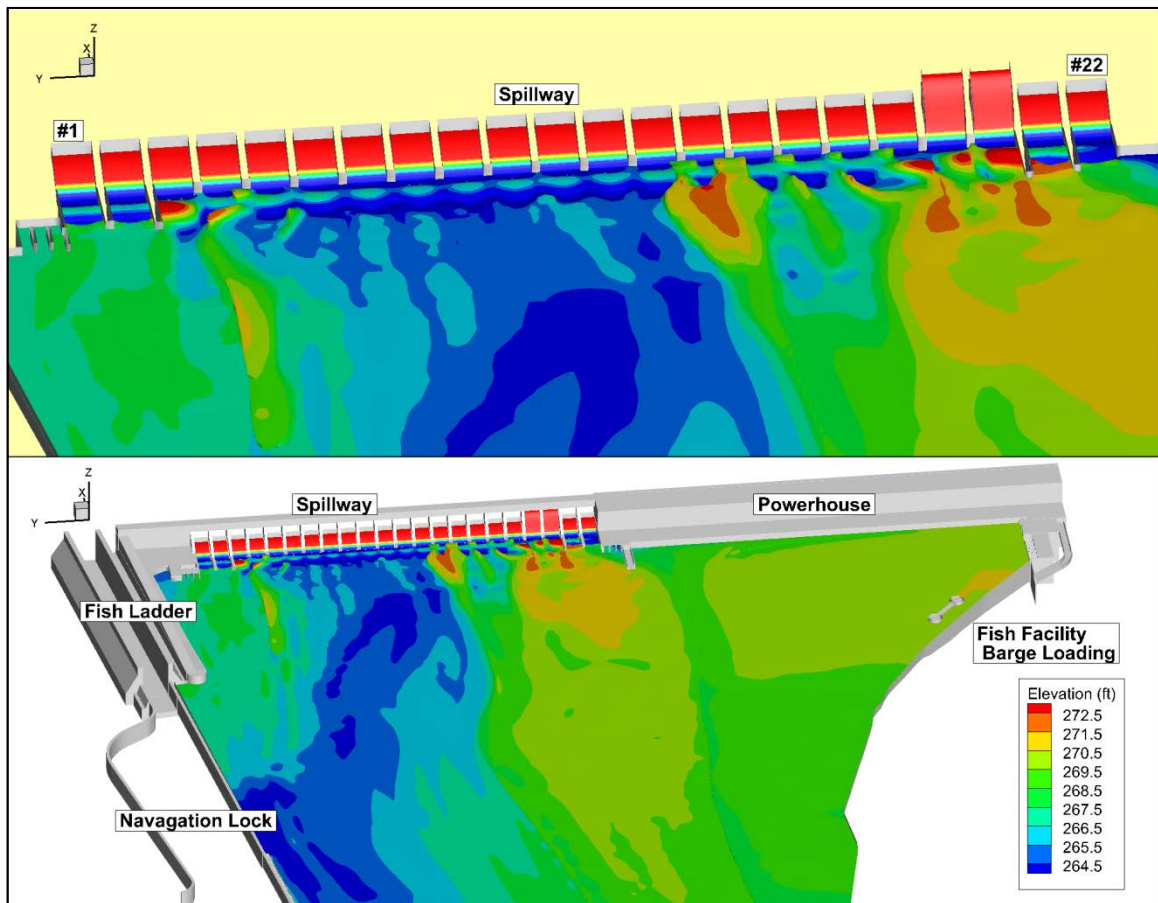 Z
X
Y
#1
Spillway
#22
Z
X
Y
Spillway
Powerhouse
Fish Ladder
Fish Facility
Barge Loading
Navagation Lock
Elevation (ft)
272.5
271.5
270.5
269.5
268.5
267.5
266.5
265.5
264.5